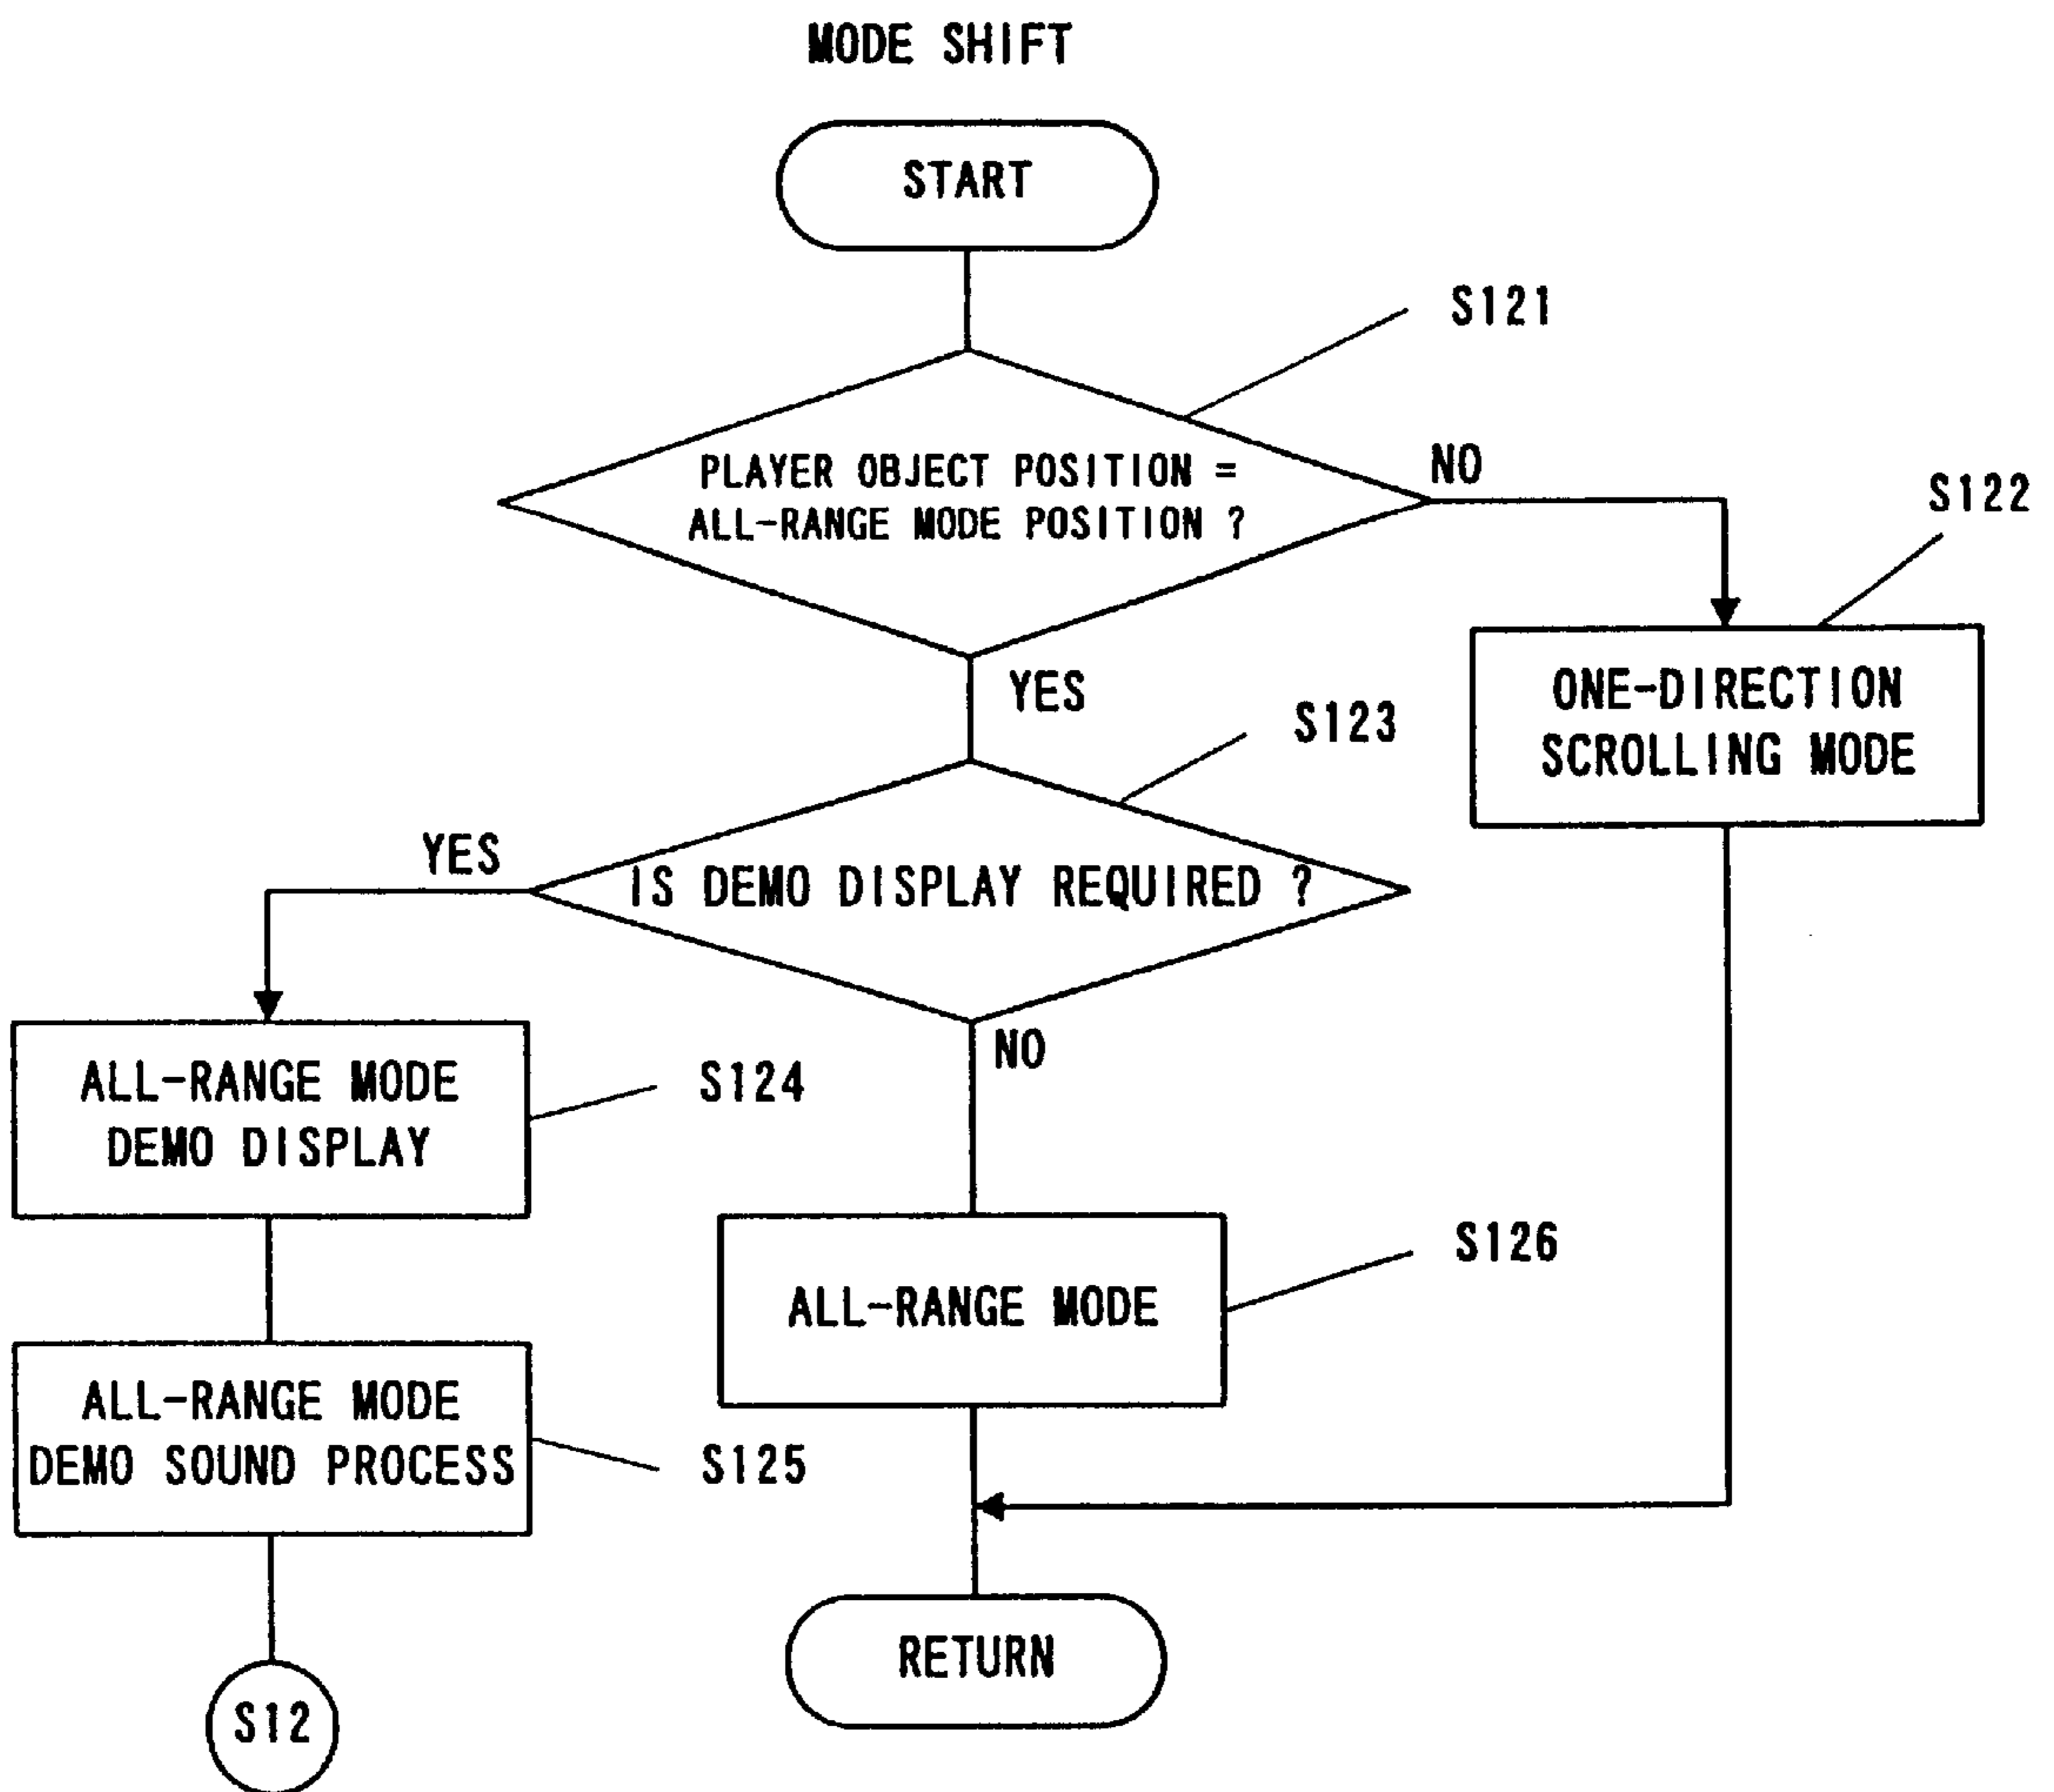 MODE SHIFT
START
S121
PLAYER OBJECT POSITION =
ALL-RANGE MODE POSITION ?
NO
S122
ONE-DIRECTION
SCROLLING MODE
YES
S123
IS DEMO DISPLAY REQUIRED ?
YES
NO
ALL-RANGE MODE
DEMO DISPLAY
S124
ALL-RANGE MODE
S126
ALL-RANGE MODE
DEMO SOUND PROCESS
S125
RETURN
S12